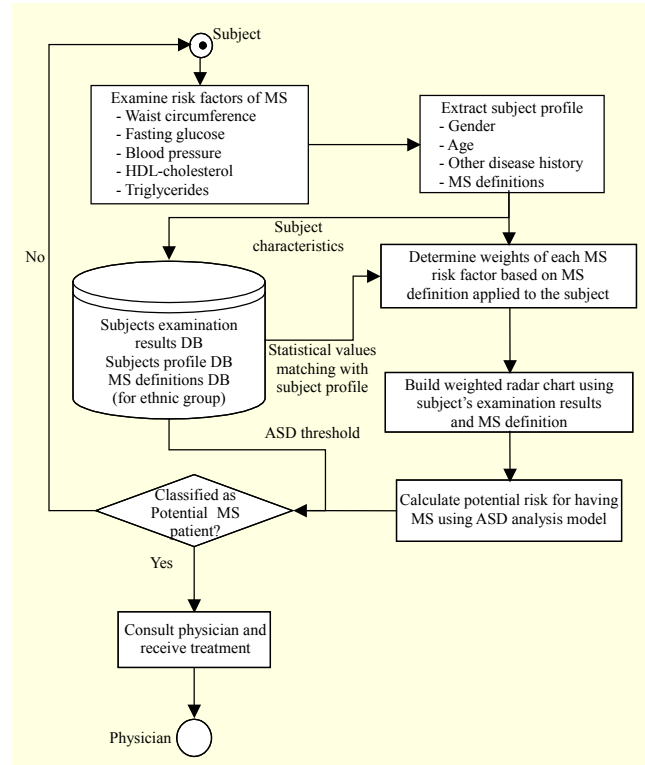 Subject
Examine risk factors of MS
- Waist circumference
- Fasting glucose
- Blood pressure
- HDL-cholesterol
- Triglycerides
Extract subject profile
- Gender
- Age
- Other disease history
- MS definitions
Subject
characteristics
No
Determine weights of each MS
risk factor based on MS
definition applied to the subject
Subjects examination
results DB
Subjects profile DB
MS definitions DB
(for ethnic group)
Statistical values
matching with
subject profile
Build weighted radar chart using
subject's examination results
and MS definition
ASD threshold
Classified as
Potential MS
patient?
Calculate potential risk for having
MS using ASD analysis model
Yes
Consult physician and
receive treatment
Physician